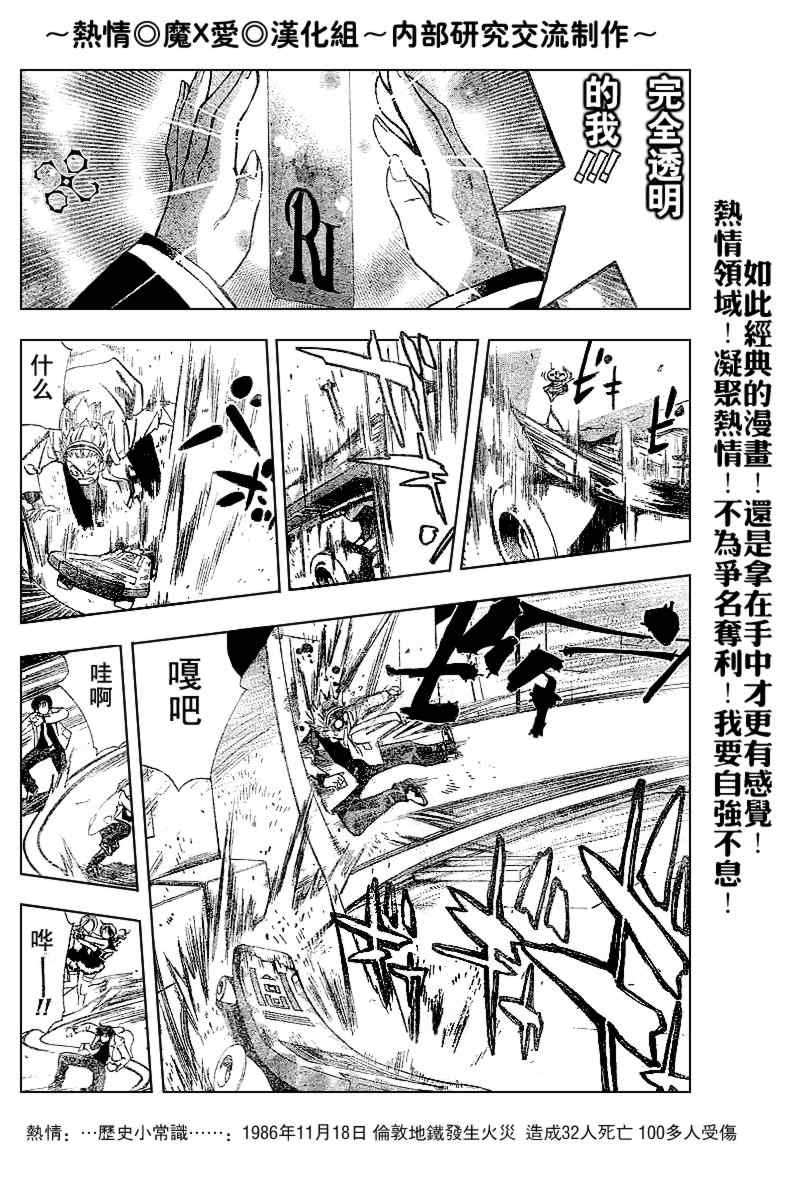 ～熱情◎魔X愛◎漢化組～内部研究交流制作～
完全透明
的我!!!
RI
如此經典的漫畫！還是拿在手中才更有感覺！
熱情領域！凝聚熱情！不為爭名奪利！我要自強不息！
ビキ
什么
嘎吧
哇啊
哗——!!
熱情：…歷史小常識……：1986年11月18日 倫敦地鐵發生火災 造成32人死亡 100多人受傷